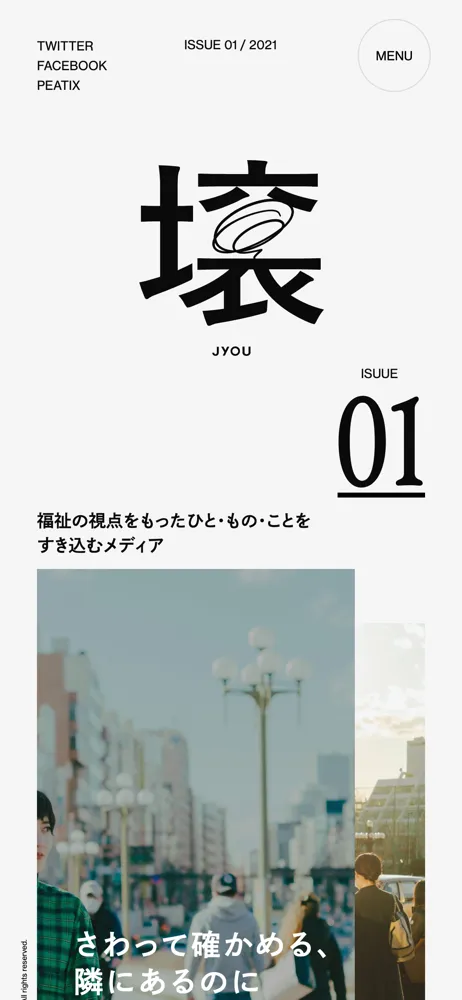 TWITTER
FACEBOOK
PEATIX
ISSUE 01 / 2021
MENU
壌
JYOU
ISUUE
01
福祉の視点をもったひと・もの・ことを
すき込むメディア
さわって確かめる、
隣にあるのに
All rights reserved.